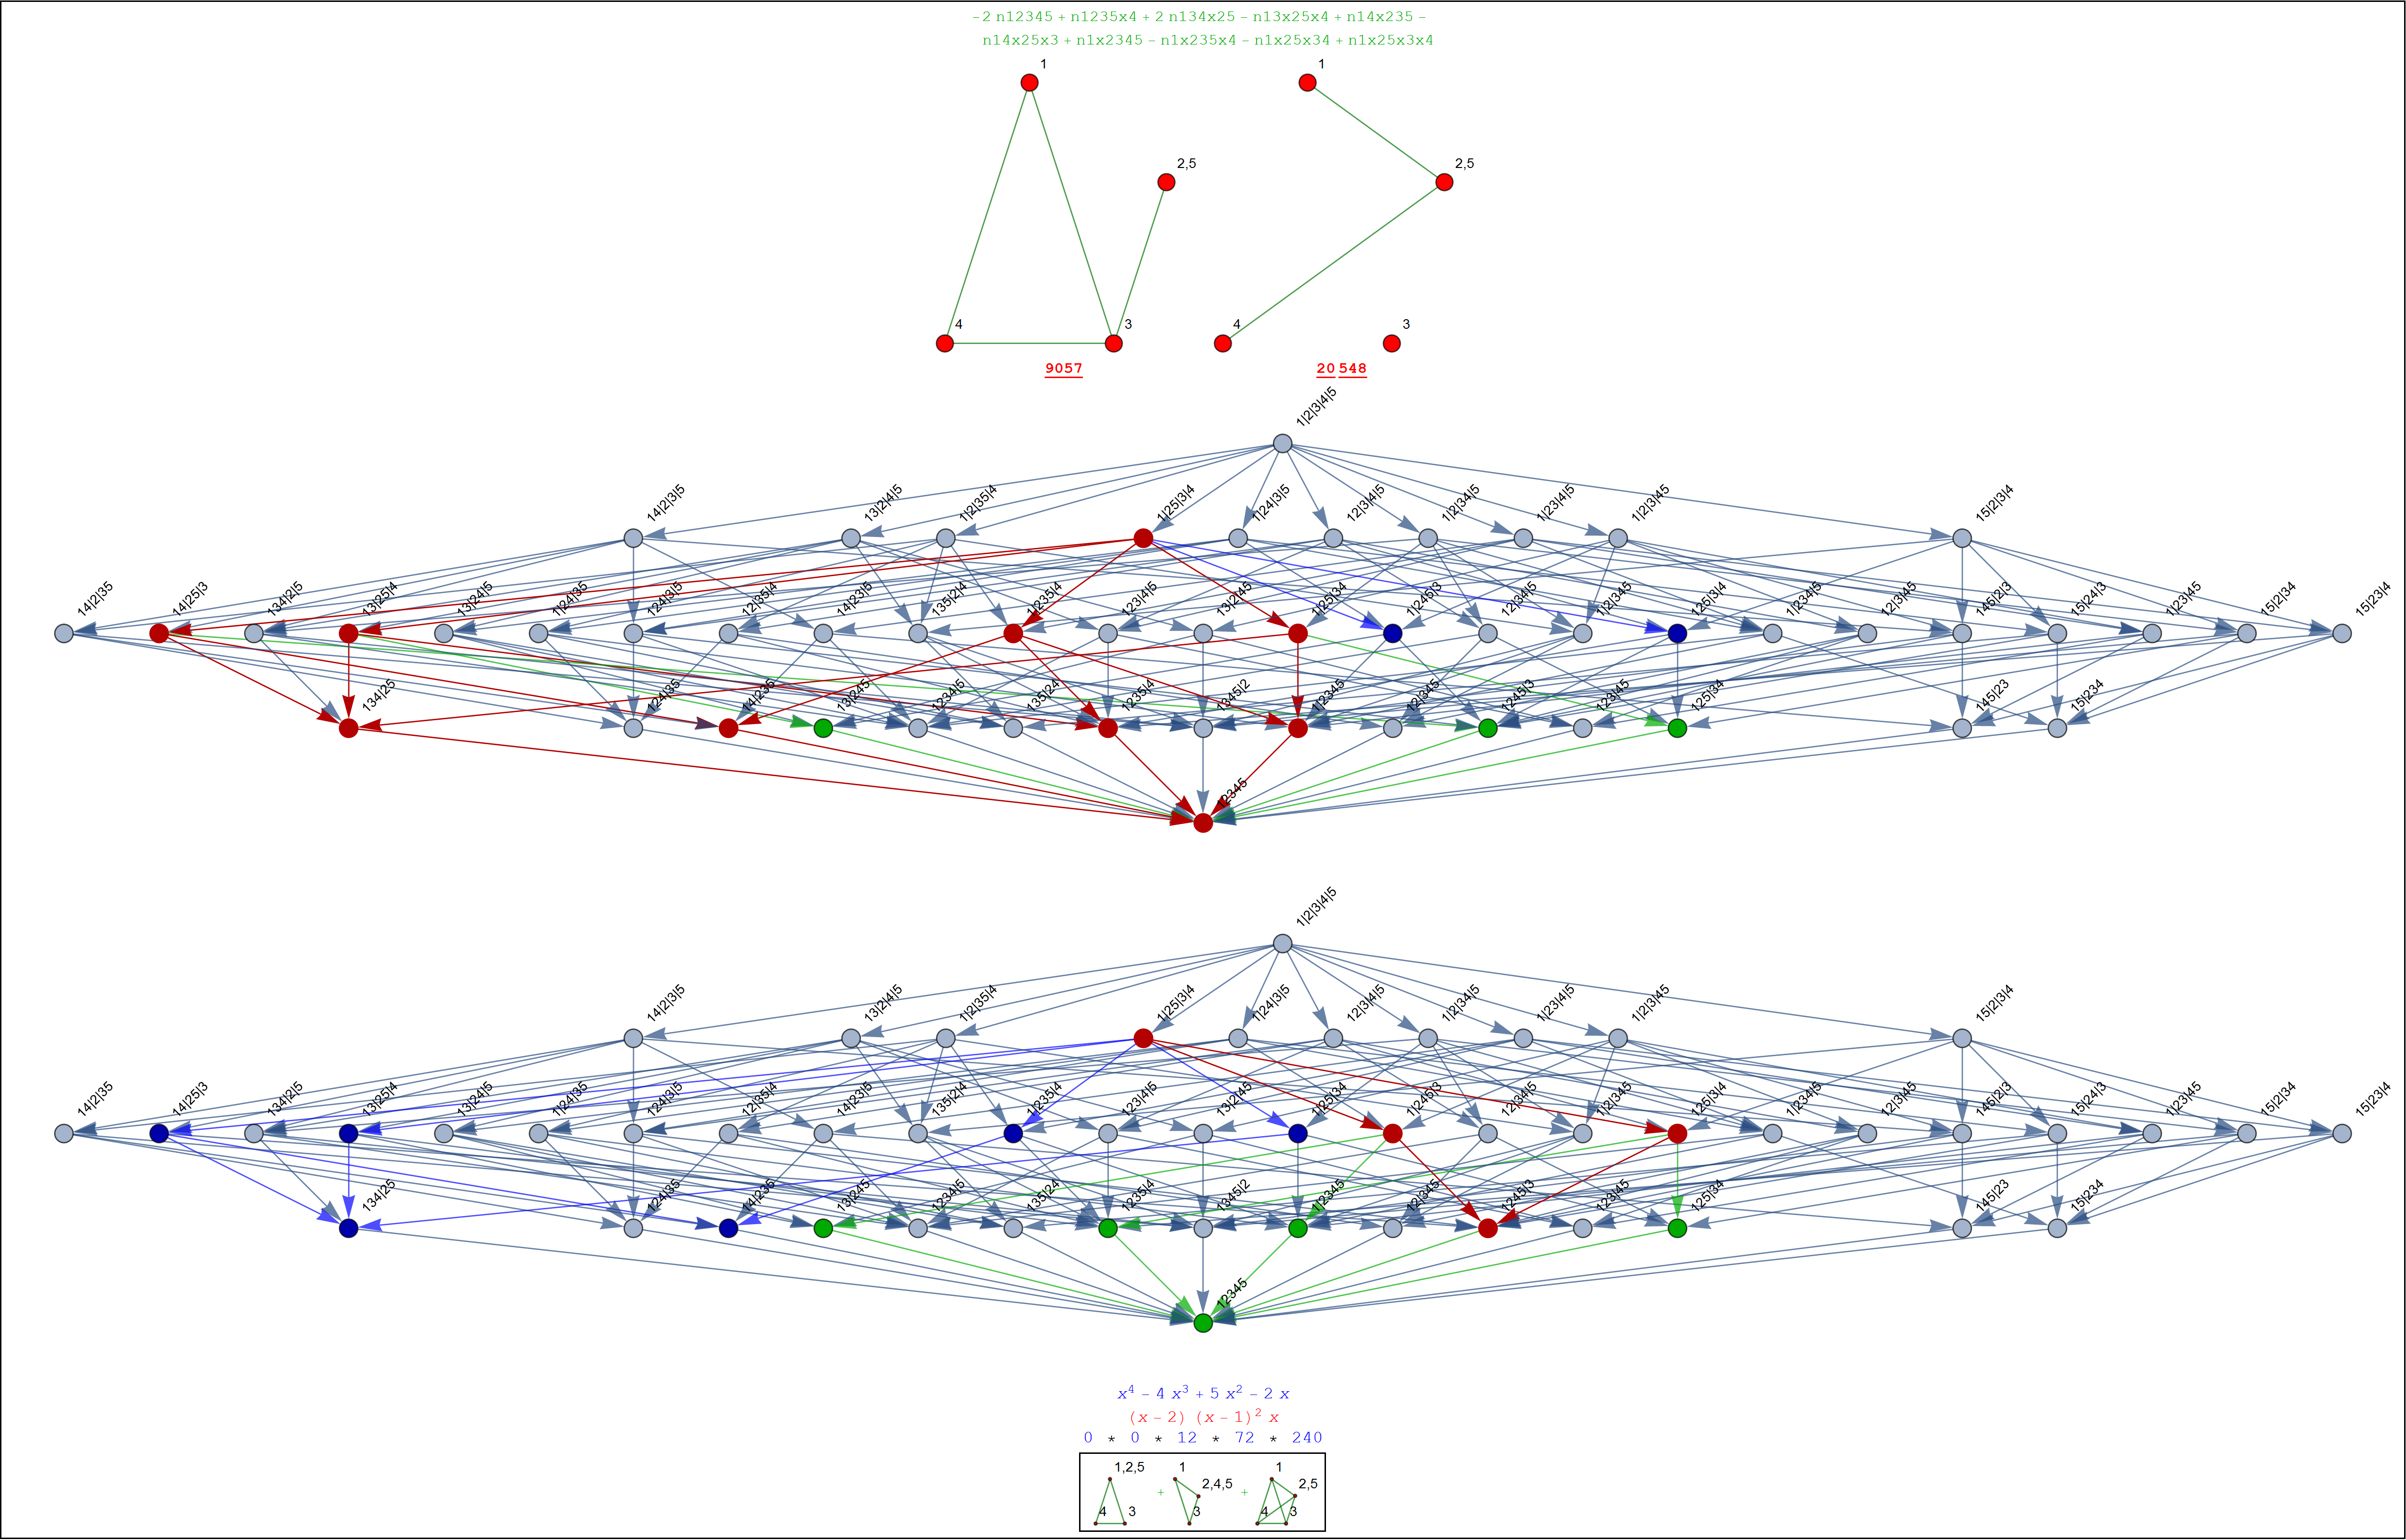 -2 n12345 + n1235x4 + 2 n134x25 - n13x25x4 + n14x235 -
n14x25x3 + n1x2345 - n1x235x4 - n1x25x34 + n1x25x3x4
1 1
2,5 2,5
4 3 4 3
9057 20548
1|2|3|4|5
14|2|3|5 13|2|4|5 1|2|35|4 1|25|3|4 1|24|3|5 12|3|4|5 1|2|34|5 1|23|4|5 1|2|3|45 15|2|3|4
14|2|35 14|25|3 134|2|5 13|25|4 13|24|5 1|24|35 124|3|5 12|35|4 14|23|5 135|2|4 1|235|4 123|4|5 13|2|45 1|25|34 1|245|3 12|34|5 1|2|345 125|3|4 1|234|5 12|3|45 145|2|3 15|24|3 1|23|45 15|2|34 15|23|4
134|25 124|35 14|235 13|245 1234|5 135|24 1235|4 1345|2 1|2345 12|345 1245|3 123|45 125|34 145|23 15|234
12345
1|2|3|4|5
14|2|3|5 13|2|4|5 1|2|35|4 1|25|3|4 1|24|3|5 12|3|4|5 1|2|34|5 1|23|4|5 1|2|3|45 15|2|3|4
14|2|35 14|25|3 134|2|5 13|25|4 13|24|5 1|24|35 124|3|5 12|35|4 14|23|5 135|2|4 1|235|4 123|4|5 13|2|45 1|25|34 1|245|3 12|34|5 1|2|345 125|3|4 1|234|5 12|3|45 145|2|3 15|24|3 1|23|45 15|2|34 15|23|4
134|25 124|35 14|235 13|245 1234|5 135|24 1235|4 1345|2 1|2345 12|345 1245|3 123|45 125|34 145|23 15|234
12345
x⁴ - 4 x³ + 5 x² - 2 x
(x - 2) (x - 1)² x
0 * 0 * 12 * 72 * 240
1,2,5 1 1
+ 2,4,5 + 2,5
4 3 3 4 3